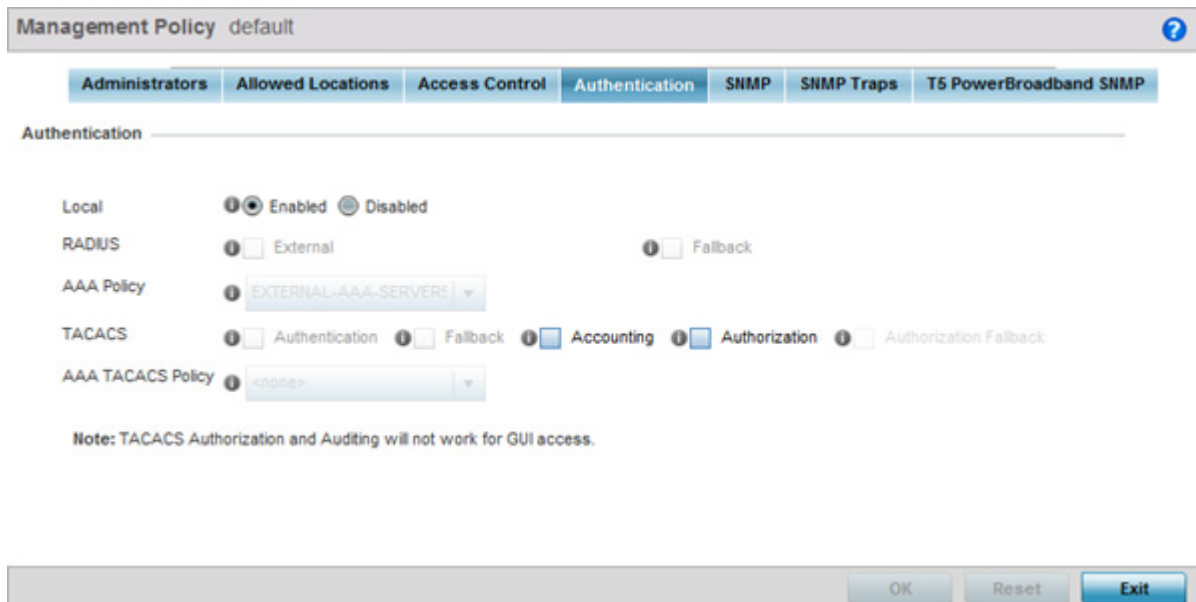 Management Policy default
?
Administrators Allowed Locations Access Control Authentication SNMP SNMP Traps T5 PowerBroadband SNMP
Authentication
Local Enabled Disabled
RADIUS External Fallback
AAA Policy EXTERNAL-AAA-SERVERS
TACACS Authentication Fallback Accounting Authorization Authorization Fallback
AAA TACACS Policy <none>
Note: TACACS Authorization and Auditing will not work for GUI access.
OK Reset Exit